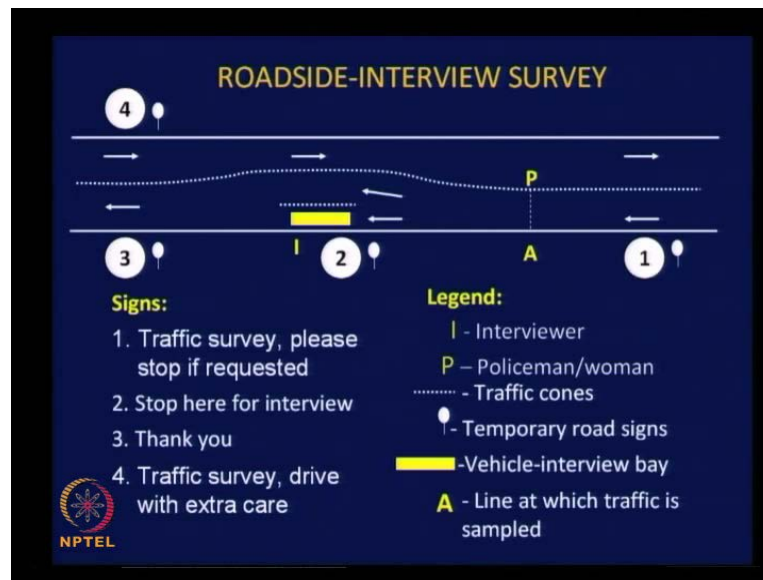 ROADSIDE-INTERVIEW SURVEY
4
P
I
A
3
2
1
Signs:
1. Traffic survey, please
stop if requested
2. Stop here for interview
3. Thank you
4. Traffic survey, drive
with extra care
Legend:
I - Interviewer
P – Policeman/woman
- Traffic cones
- Temporary road signs
-Vehicle-interview bay
A - Line at which traffic is
sampled
NPTEL